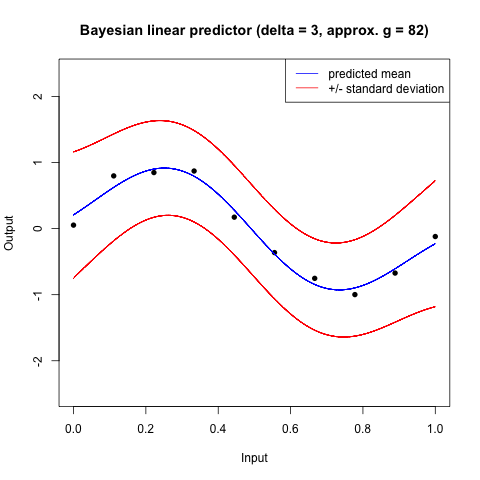 Bayesian linear predictor (delta = 3, approx. g = 82)
predicted mean
+/- standard deviation
2
1
0
-1
-2
Output
0.0 0.2 0.4 0.6 0.8 1.0
Input